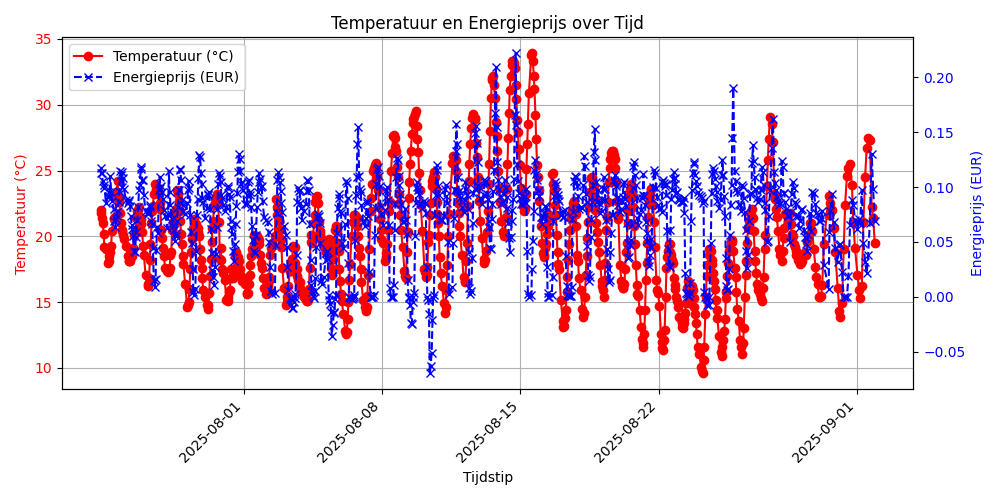 Temperatuur en Energieprijs over Tijd
Temperatuur (°C)
Energieprijs (EUR)
35
30
25
20
15
10
Temperatuur (°C)
0.20
0.15
0.10
0.05
0.00
−0.05
Energieprijs (EUR)
2025-08-01
2025-08-08
2025-08-15
2025-08-22
2025-09-01
Tijdstip